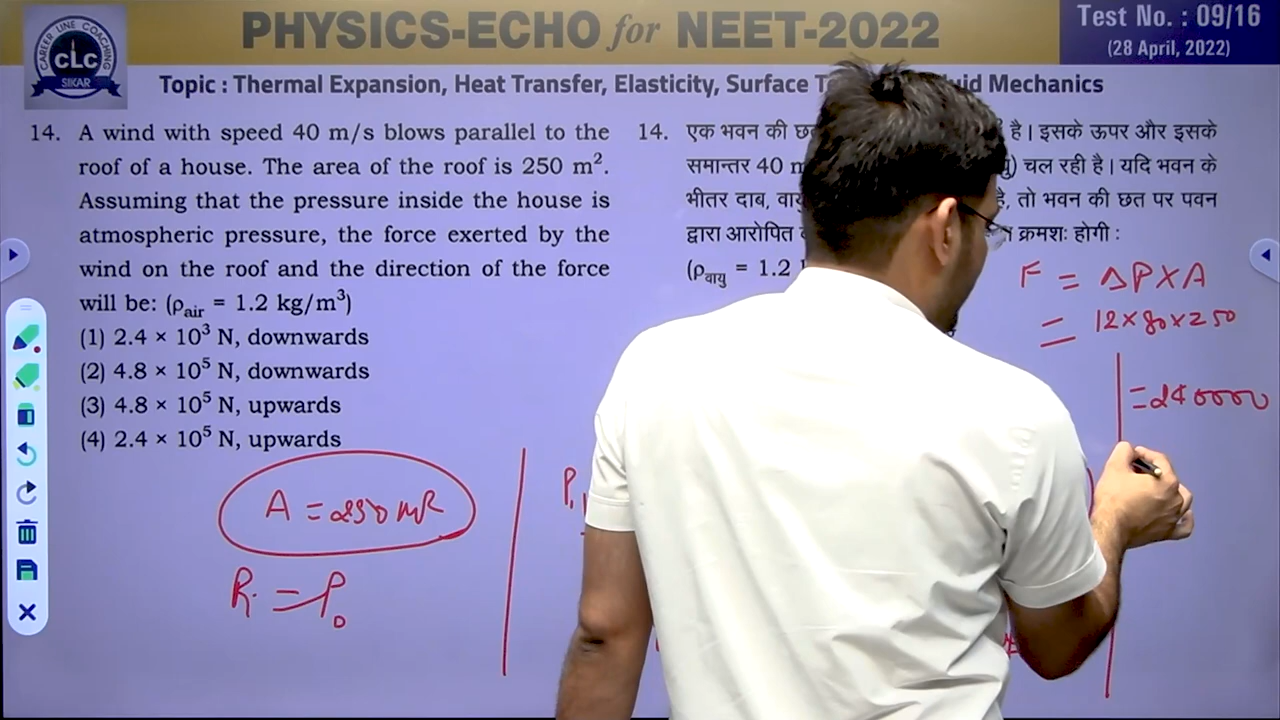 PHYSICS-ECHO for NEET-2022
Test No. : 09/16
(28 April, 2022)
CAREER LINE COACHING
CLC
SIKAR
Topic : Thermal Expansion, Heat Transfer, Elasticity, Surface Mechanics
14. A wind with speed 40 m/s blows parallel to the
roof of a house. The area of the roof is 250 m².
Assuming that the pressure inside the house is
atmospheric pressure, the force exerted by the
wind on the roof and the direction of the force
will be: (ρair = 1.2 kg/m³)
(1) 2.4 × 10³ N, downwards
(2) 4.8 × 10⁵ N, downwards
(3) 4.8 × 10⁵ N, upwards
(4) 2.4 × 10⁵ N, upwards
14. एक भवन की है। इसके ऊपर और इसके
समान्तर 40 चल रही है। यदि भवन के
भीतर दाब, तो भवन की छत पर पवन
द्वारा आरोपित क्रमशः होगी :
(ρवायु = 1.2
F = ΔP × A
= 12×80×250
= 240000
A = 250 m²
Pi = P0
P1